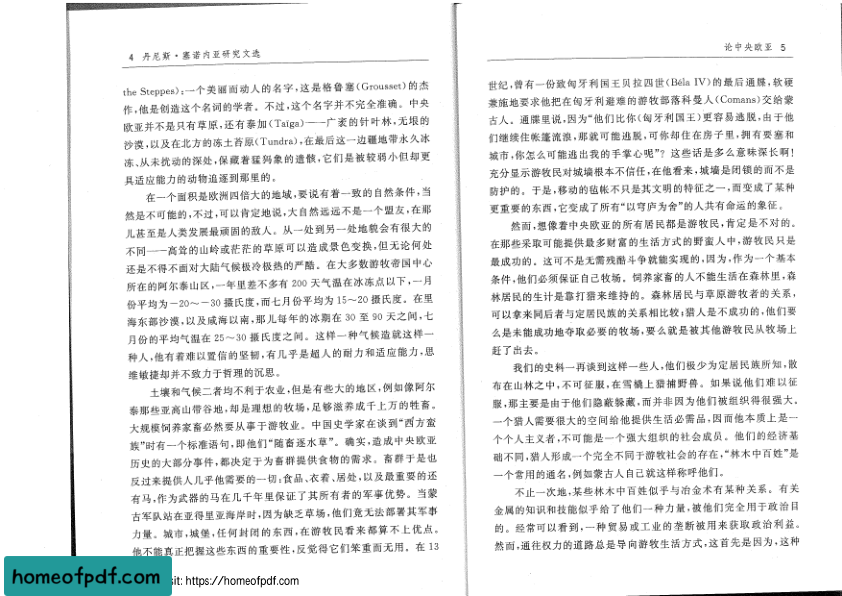 4 丹尼斯·塞诺内亚研究文选
the Steppes);一个美丽而动人的名字,这是格鲁塞(Grousset)的杰
作,他是创造这个名词的学者。不过,这个名字并不完全准确。中央
欧亚并不是只有草原,还有泰加(Taïga)——广袤的针叶林,无垠的
沙漠,以及在北方的冻土苔原(Tundra),在最后这一边疆地带水久冰
冻、从未扰动的深处,保藏着猛犸象的遗骸,它们是被较弱小但却更
具适应能力的动物追逐到那里的。
在一个面积是欧洲四倍大的地域,要说有着一致的自然条件,当
然是不可能的,不过,可以肯定地说,大自然远远不是一个盟友,在那
儿甚至是人类发展最顽固的敌人。从一处到另一处地貌会有很大的
不同——高耸的山岭或茫茫的草原可以造成景色变换,但无论何处
还是不得不面对大陆气候极冷极热的严酷。在大多数游牧帝国中心
所在的阿尔泰山区,一年里差不多有 200 天气温在冰冻点以下,一月
份平均为-20～-30 摄氏度,而七月份平均为 15～20 摄氏度。在里
海东部沙漠,以及咸海以南,那儿每年的冰期在 30 至 90 天之间,七
月份的平均气温在 25～30 摄氏度之间。这样一种气候造就这样一
种人,他有着难以置信的坚韧,有几乎是超人的耐力和适应能力,思
维敏捷却并不致力于哲理的沉思。
土壤和气候二者均不利于农业,但是有些大的地区,例如像阿尔
泰那些亚高山带谷地,却是理想的牧场,足够滋养成千上万的牲畜。
大规模饲养家畜必然要从事于游牧业。中国史学家在谈到“西方蛮
族”时有一个标准语句,即他们“随畜逐水草”。确实,造成中央欧亚
历史的大部分事件,都决定于为畜群提供食物的需求。畜群于是也
反过来提供人几乎他需要的一切:食品、衣着、居处,以及最重要的还
有马,作为武器的马在几千年里保证了其所有者的军事优势。当蒙
古军队站在亚得里亚海岸时,因为缺乏草场,他们竟无法部署其军事
力量。城市,城堡,任何封闭的东西,在游牧民看来都算不上优点。
他不能真正把握这些东西的重要性,反觉得它们笨重而无用。在 13
论中央欧亚 5
世纪,曾有一份致匈牙利国王贝拉四世(Béla IV)的最后通牒,软硬
兼施地要求他把在匈牙利避难的游牧部落科曼人(Comans)交给蒙
古人。通牒里说,因为“他们比你(匈牙利国王)更容易逃脱,由于他
们继续住帐篷流浪,那就可能逃脱,可你却住在房子里,拥有要塞和
城市,你怎么可能逃出我的手掌心呢”?这些话是多么意味深长啊!
充分显示游牧民对城墙根本不信任,在他看来,城墙是闭锁的而不是
防护的。于是,移动的毡帐不只是其文明的特征之一,而变成了某种
更重要的东西,它变成了所有“以穹庐为舍”的人共有命运的象征。
然而,想像着中央欧亚的所有居民都是游牧民,肯定是不对的。
在那些采取可能提供最多财富的生活方式的野蛮人中,游牧民只是
最成功的。这可不是无需残酷斗争就能实现的,因为,作为一个基本
条件,他们必须保证自己牧场。饲养家畜的人不能生活在森林里,森
林居民的生计是靠打猎来维持的。森林居民与草原游牧者的关系,
可以拿来同后者与定居民族的关系相比较;猎人是不成功的,他们要
么是未能成功地夺取必要的牧场,要么就是被其他游牧民从牧场上
赶了出去。
我们的史料一再谈到这样一些人,他们极少为定居民族所知,散
布在山林之中,不可征服,在雪橇上猎捕野兽。如果说他们难以征
服,那主要是由于他们隐蔽躲藏,而并非因为他们被组织得很强大。
一个猎人需要很大的空间给他提供生活必需品,因而他本质上是一
个个人主义者,不可能是一个强大组织的社会成员。他们的经济基
础不同,猎人形成一个完全不同于游牧社会的存在,“林木中百姓”是
一个常用的通名,例如蒙古人自己就这样称呼他们。
不止一次地,某些林木中百姓似乎与冶金术有某种关系。有关
金属的知识和技能似乎给了他们一种力量,被他们完全用于政治目
的。经常可以看到,一种贸易或工业的垄断被用来获取政治利益。
然而,通往权力的道路总是导向游牧生活方式,这首先是因为,这种
homeofpdf.com
sit: https://homeofpdf.com